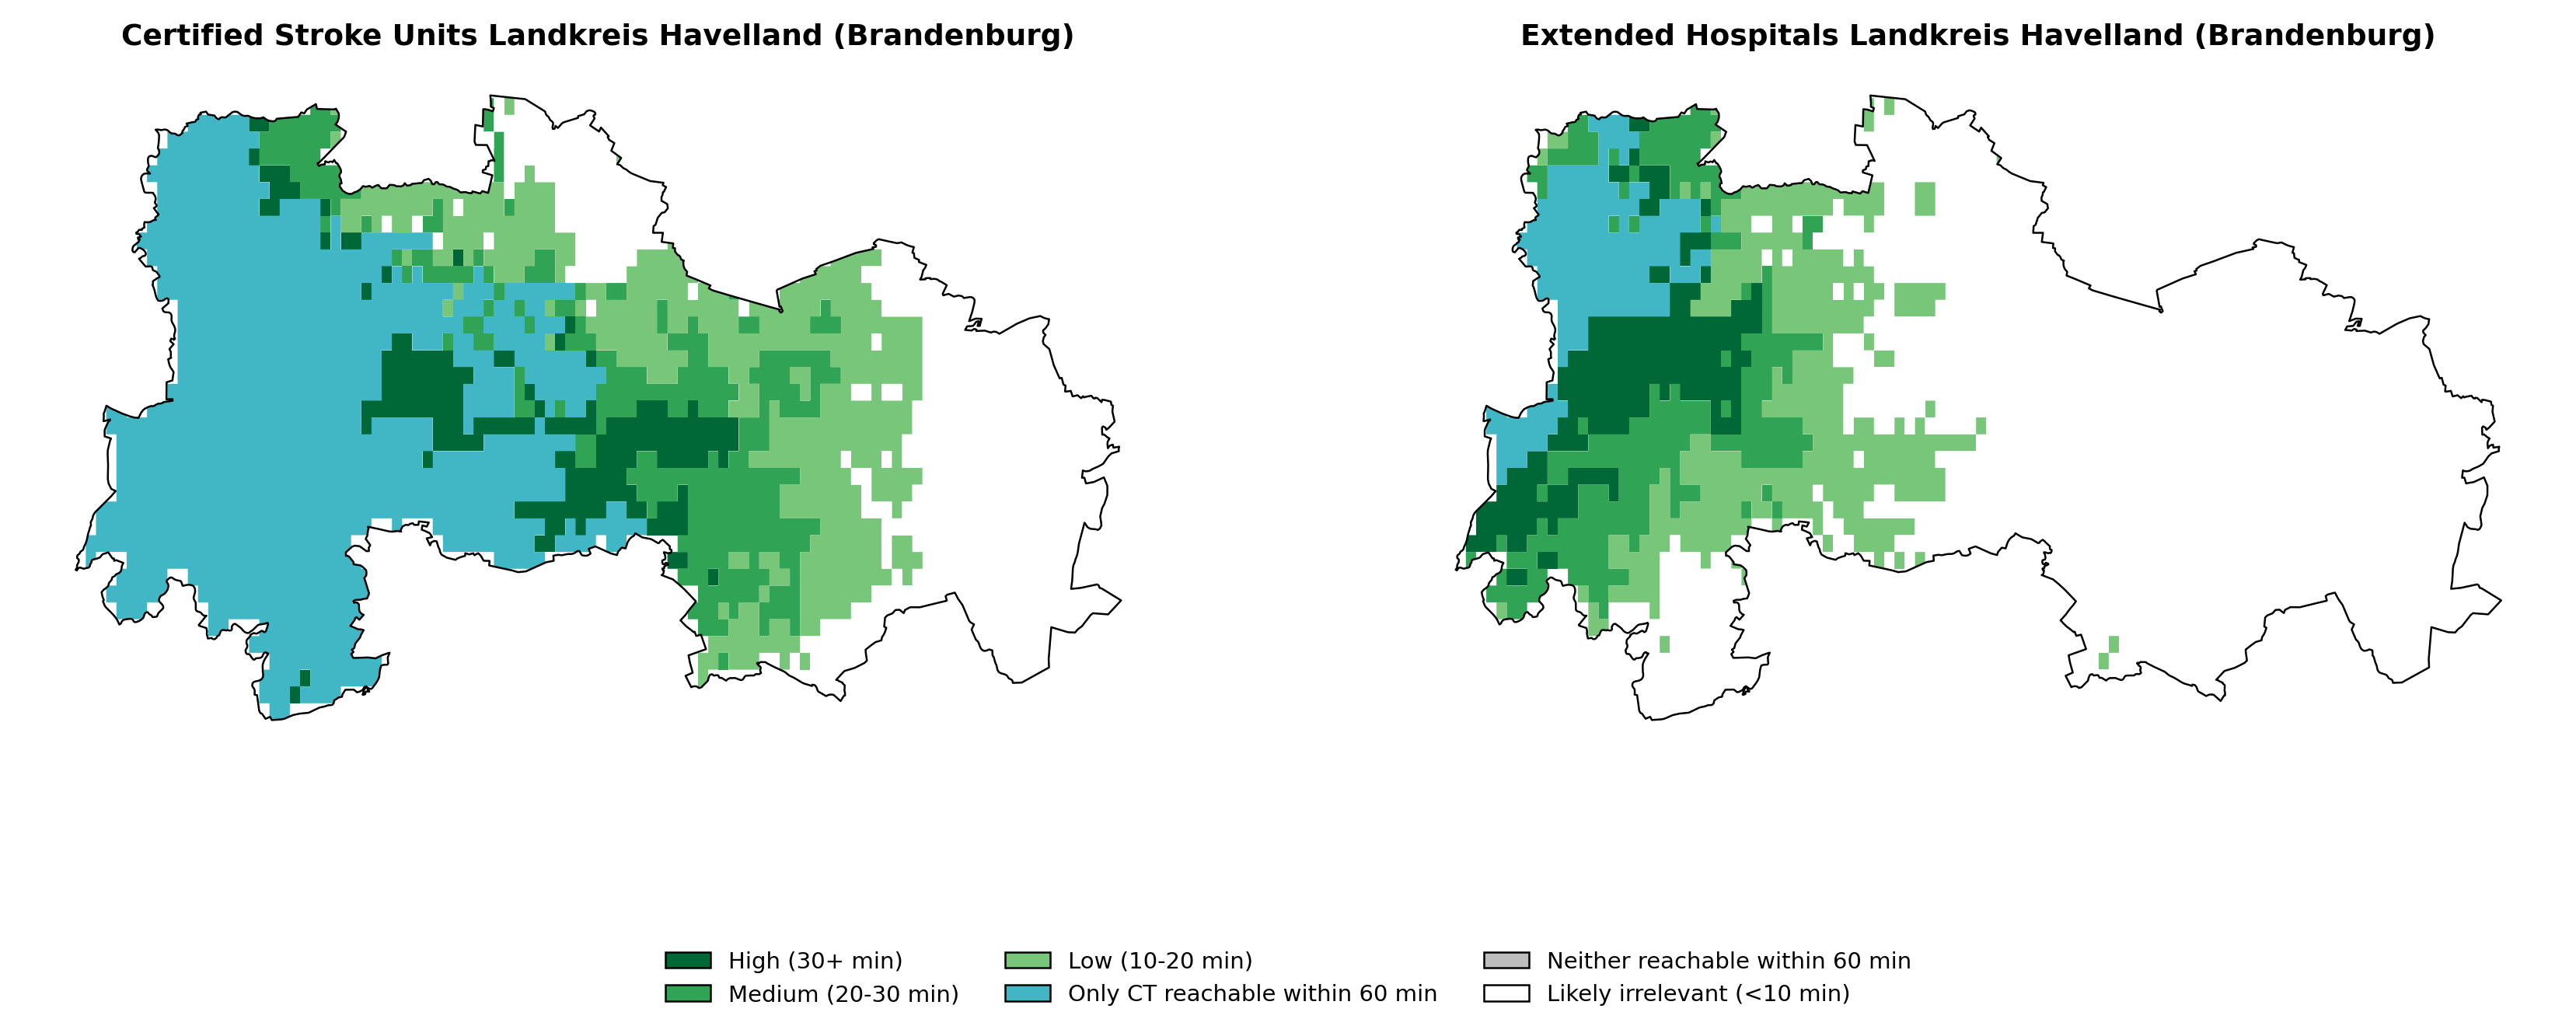 Certified Stroke Units Landkreis Havelland (Brandenburg)
Extended Hospitals Landkreis Havelland (Brandenburg)
High (30+ min)
Medium (20-30 min)
Low (10-20 min)
Only CT reachable within 60 min
Neither reachable within 60 min
Likely irrelevant (<10 min)